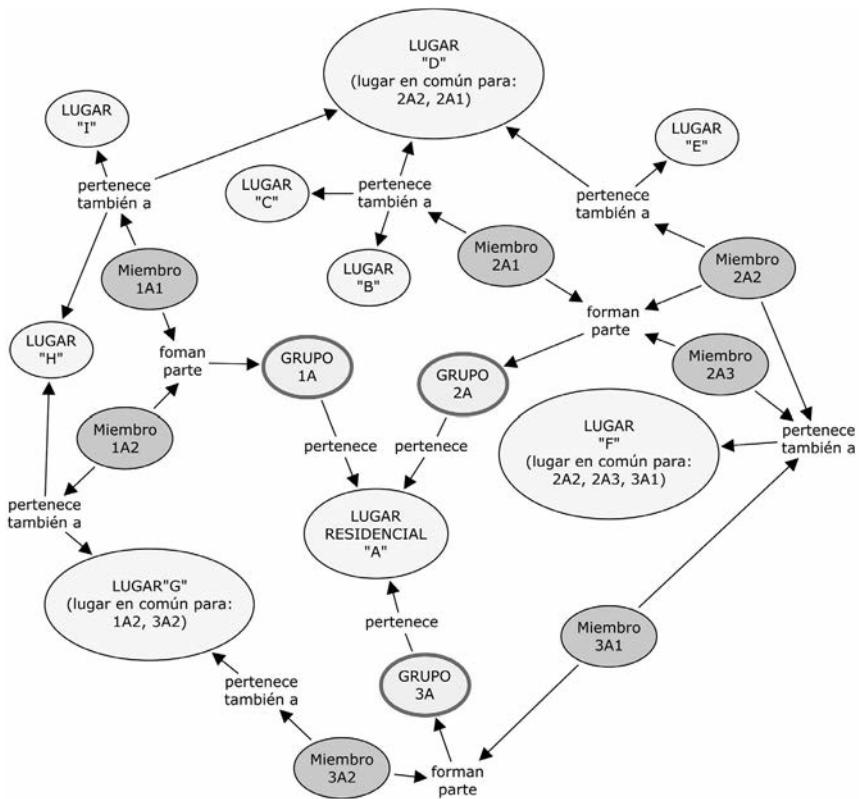 LUGAR
"D"
(lugar en común para:
2A2, 2A1)
LUGAR
"I"
LUGAR
"E"
pertenece
también a
LUGAR
"C"
pertenece
también a
pertenece
también a
Miembro
1A1
LUGAR
"B"
Miembro
2A1
Miembro
2A2
LUGAR
"H"
foman
parte
GRUPO
1A
forman
parte
GRUPO
2A
Miembro
2A3
Miembro
1A2
pertenece
pertenece
LUGAR
"F"
(lugar en común para:
2A2, 2A3, 3A1)
pertenece
también a
pertenece
también a
LUGAR
RESIDENCIAL
"A"
LUGAR"G"
(lugar en común para:
1A2, 3A2)
pertenece
Miembro
3A1
pertenece
también a
GRUPO
3A
Miembro
3A2
forman
parte